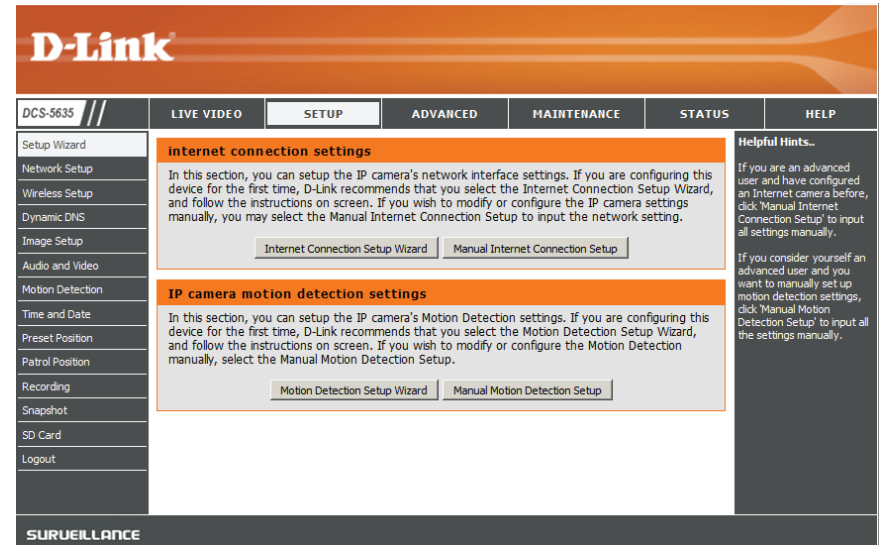 D-Link
DCS-5635 //
LIVE VIDEO
SETUP
ADVANCED
MAINTENANCE
STATUS
HELP
Setup Wizard
Network Setup
Wireless Setup
Dynamic DNS
Image Setup
Audio and Video
Motion Detection
Time and Date
Preset Position
Patrol Position
Recording
Snapshot
SD Card
Logout
internet connection settings
In this section, you can setup the IP camera's network interface settings. If you are configuring this
device for the first time, D-Link recommends that you select the Internet Connection Setup Wizard,
and follow the instructions on screen. If you wish to modify or configure the IP camera settings
manually, you may select the Manual Internet Connection Setup to input the network setting.
Internet Connection Setup Wizard
Manual Internet Connection Setup
IP camera motion detection settings
In this section, you can setup the IP camera's Motion Detection settings. If you are configuring this
device for the first time, D-Link recommends that you select the Motion Detection Setup Wizard,
and follow the instructions on screen. If you wish to modify or configure the Motion Detection
manually, select the Manual Motion Detection Setup.
Motion Detection Setup Wizard
Manual Motion Detection Setup
Helpful Hints..
If you are an advanced
user and have configured
an Internet camera before,
click 'Manual Internet
Connection Setup' to input
all settings manually.
If you consider yourself an
advanced user and you
want to manually set up
motion detection settings,
click 'Manual Motion
Detection Setup' to input all
the settings manually.
SURVEILLANCE